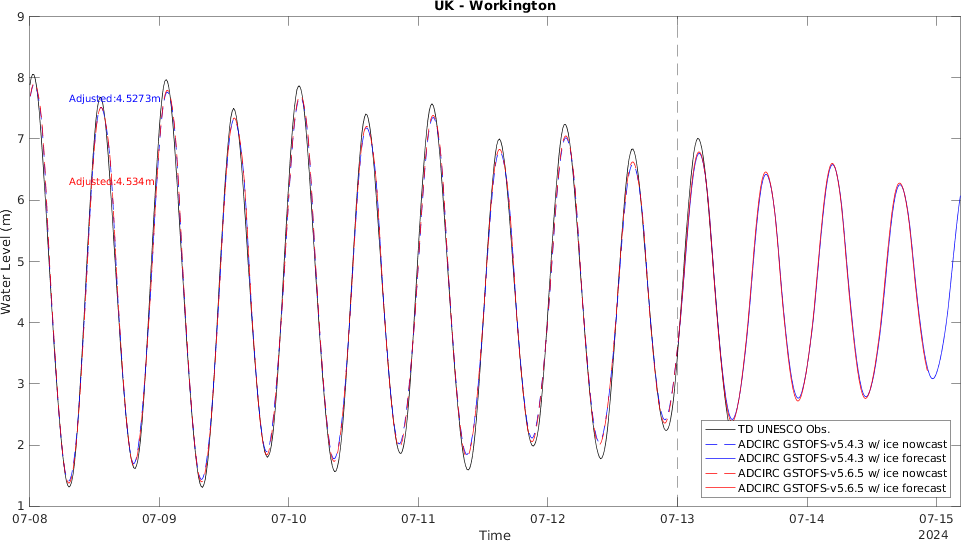 UK - Workington
9
8
7
6
5
4
3
2
1
Water Level (m)
Adjusted:4.5273m
Adjusted:4.534m
TD UNESCO Obs.
ADCIRC GSTOFS-v5.4.3 w/ ice nowcast
ADCIRC GSTOFS-v5.4.3 w/ ice forecast
ADCIRC GSTOFS-v5.6.5 w/ ice nowcast
ADCIRC GSTOFS-v5.6.5 w/ ice forecast
07-08 07-09 07-10 07-11 07-12 07-13 07-14 07-15
Time
2024